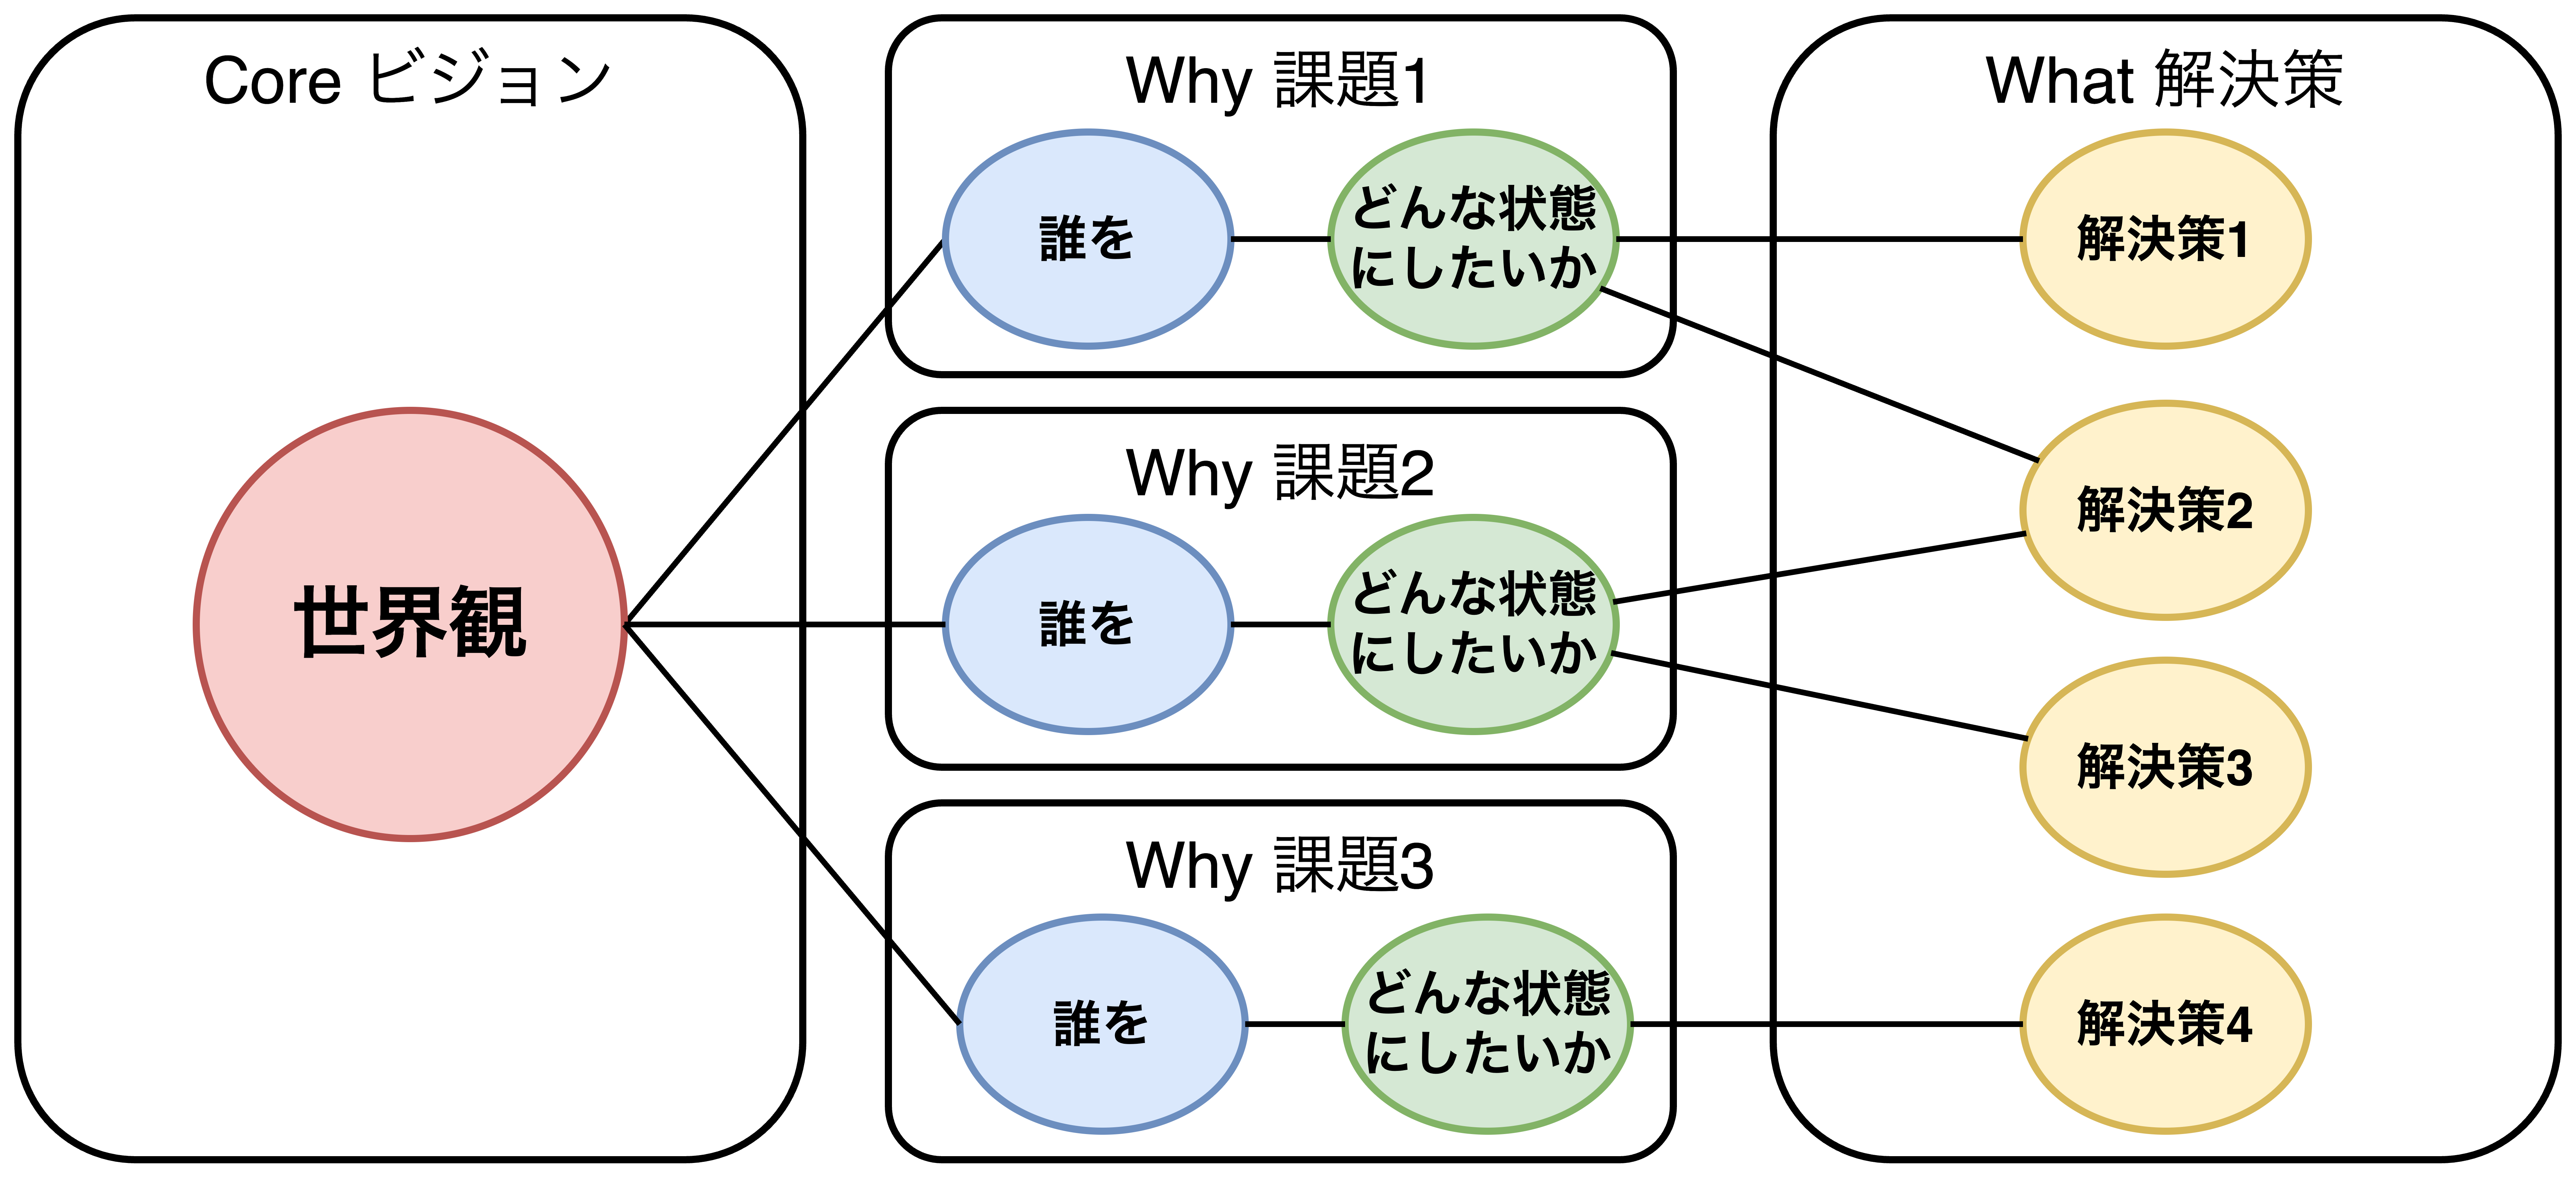 Core ビジョン
世界観
Why 課題1
誰を
どんな状態
にしたいか
Why 課題2
誰を
どんな状態
にしたいか
Why 課題3
誰を
どんな状態
にしたいか
What 解決策
解決策1
解決策2
解決策3
解決策4